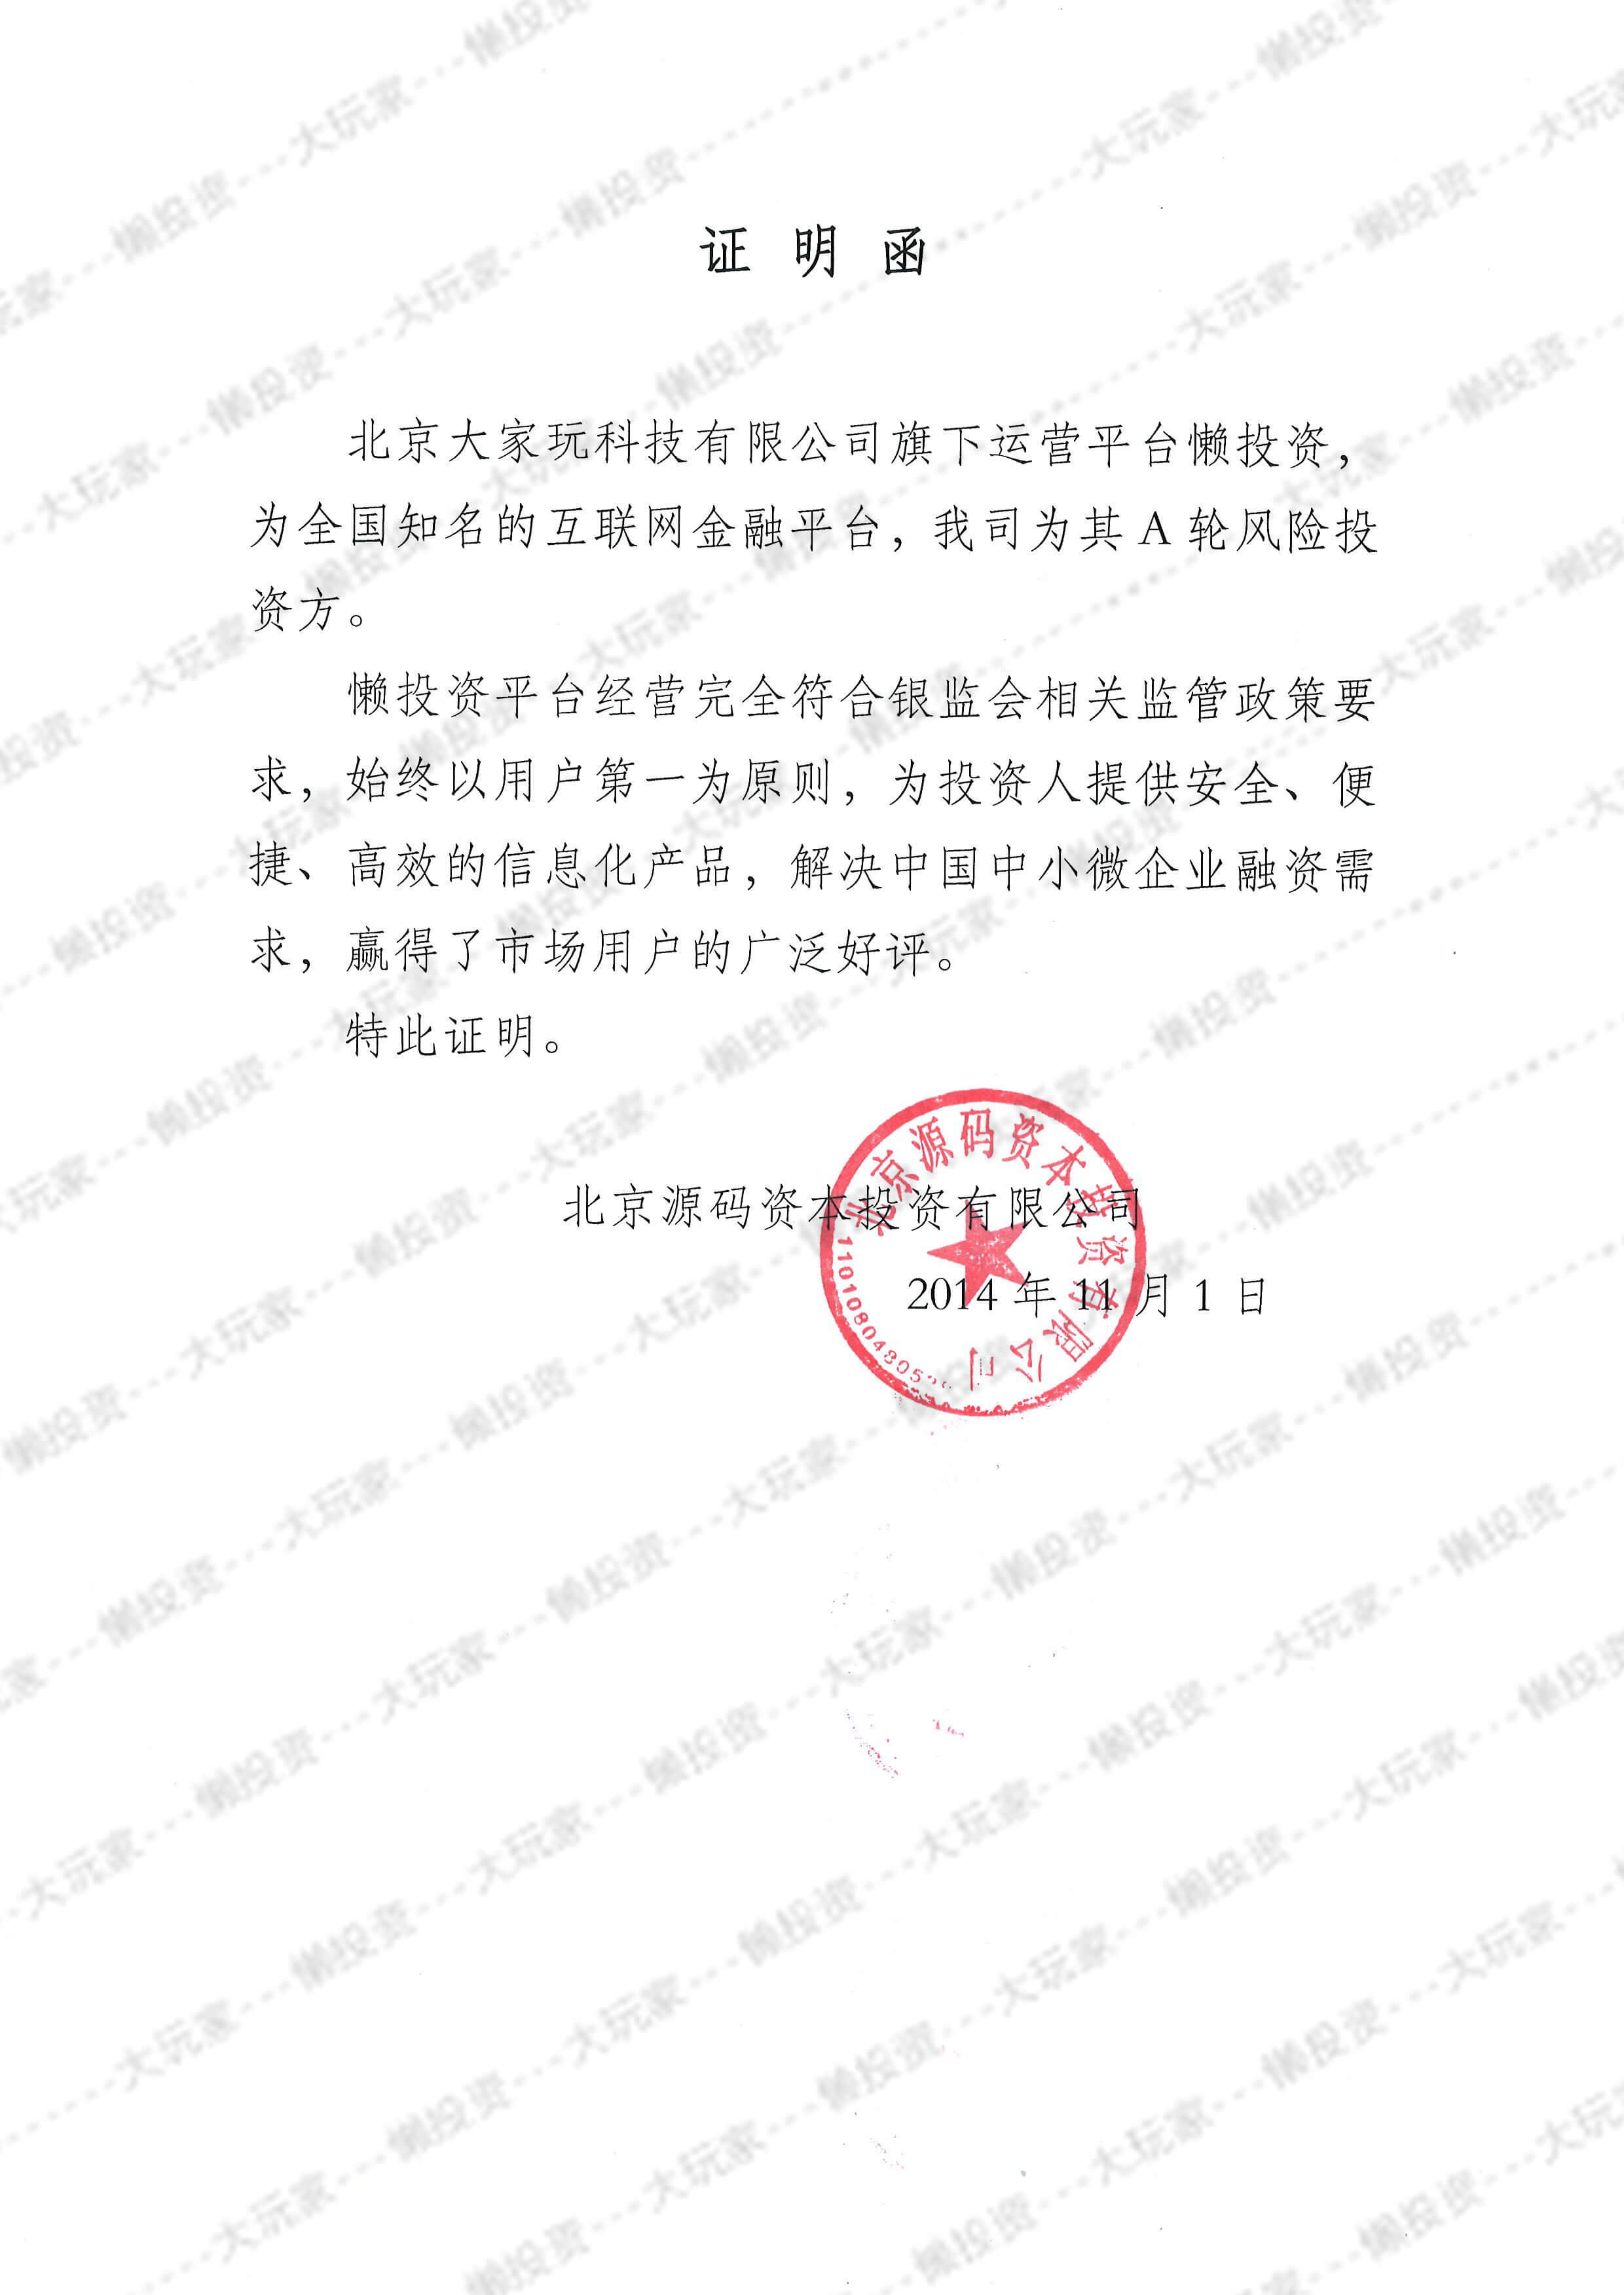 证明函
北京大家玩科技有限公司旗下运营平台懒投资，
为全国知名的互联网金融平台，我司为其 A 轮风险投
资方。
懒投资平台经营完全符合银监会相关监管政策要
求，始终以用户第一为原则，为投资人提供安全、便
捷、高效的信息化产品，解决中国中小微企业融资需
求，赢得了市场用户的广泛好评。
特此证明。
北京源码资本投资有限公司
2014 年 11 月 1 日
北京源码资本投资有限公司
懒投资---大玩家---懒投资